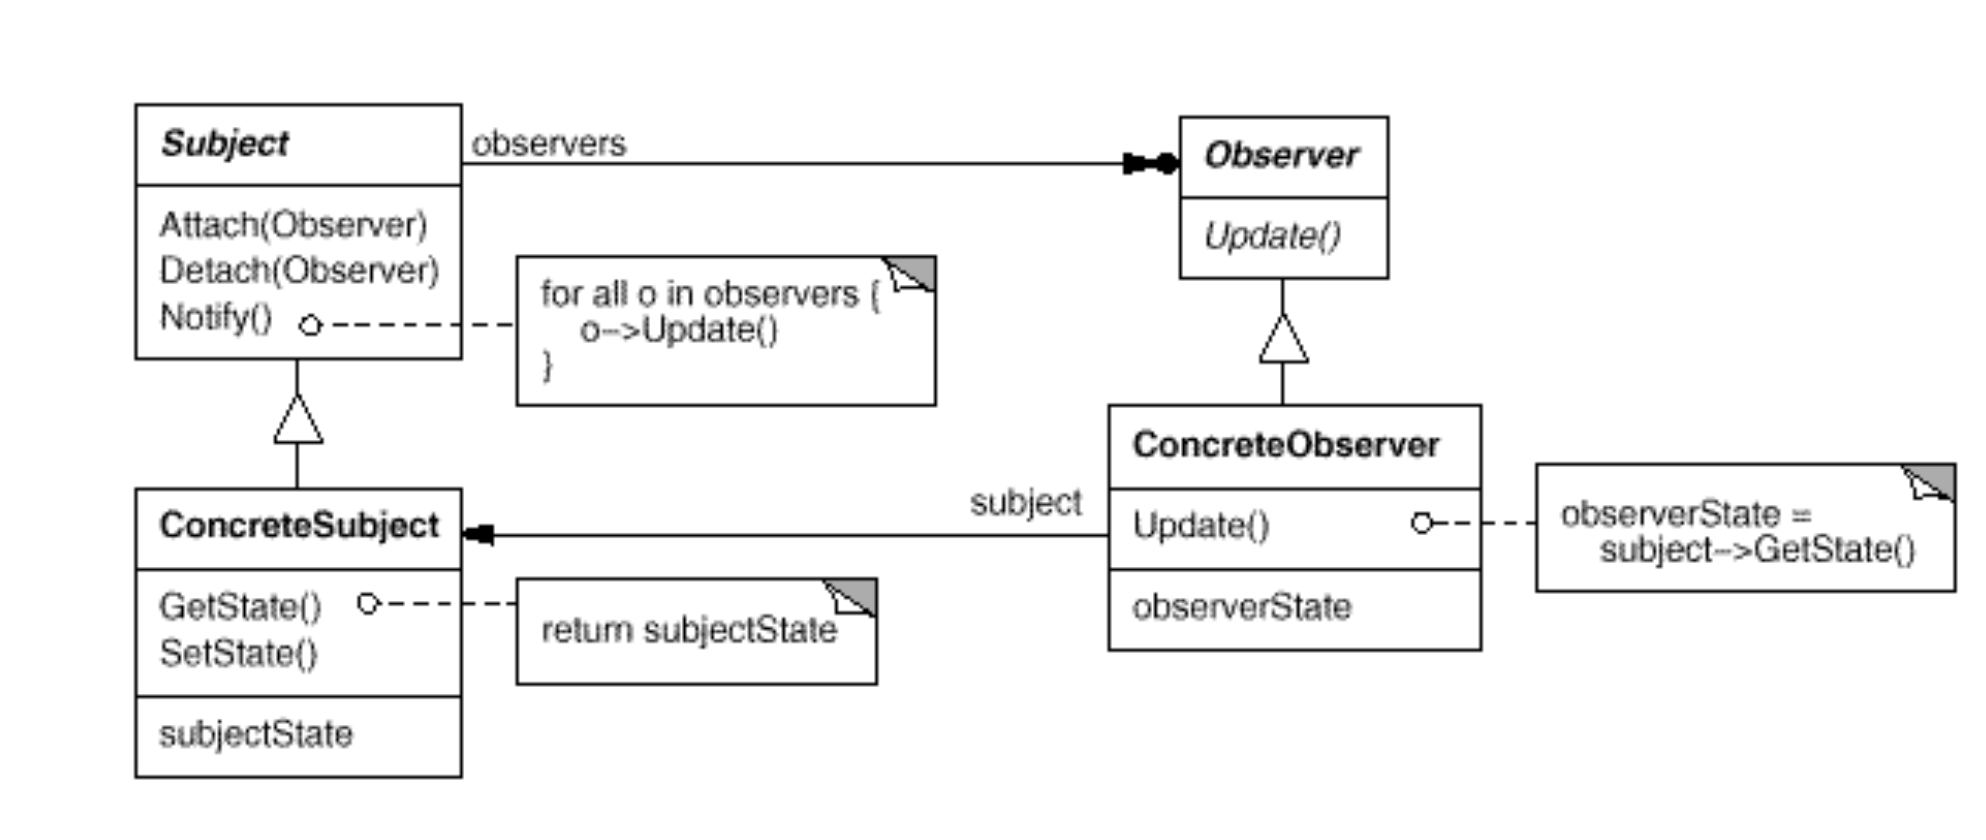 Subject
Attach(Observer)
Detach(Observer)
Notify()
observers
for all o in observers {
o->Update()
}
Observer
Update()
ConcreteSubject
GetState()
SetState()
subjectState
return subjectState
subject
ConcreteObserver
Update()
observerState
observerState =
subject->GetState()